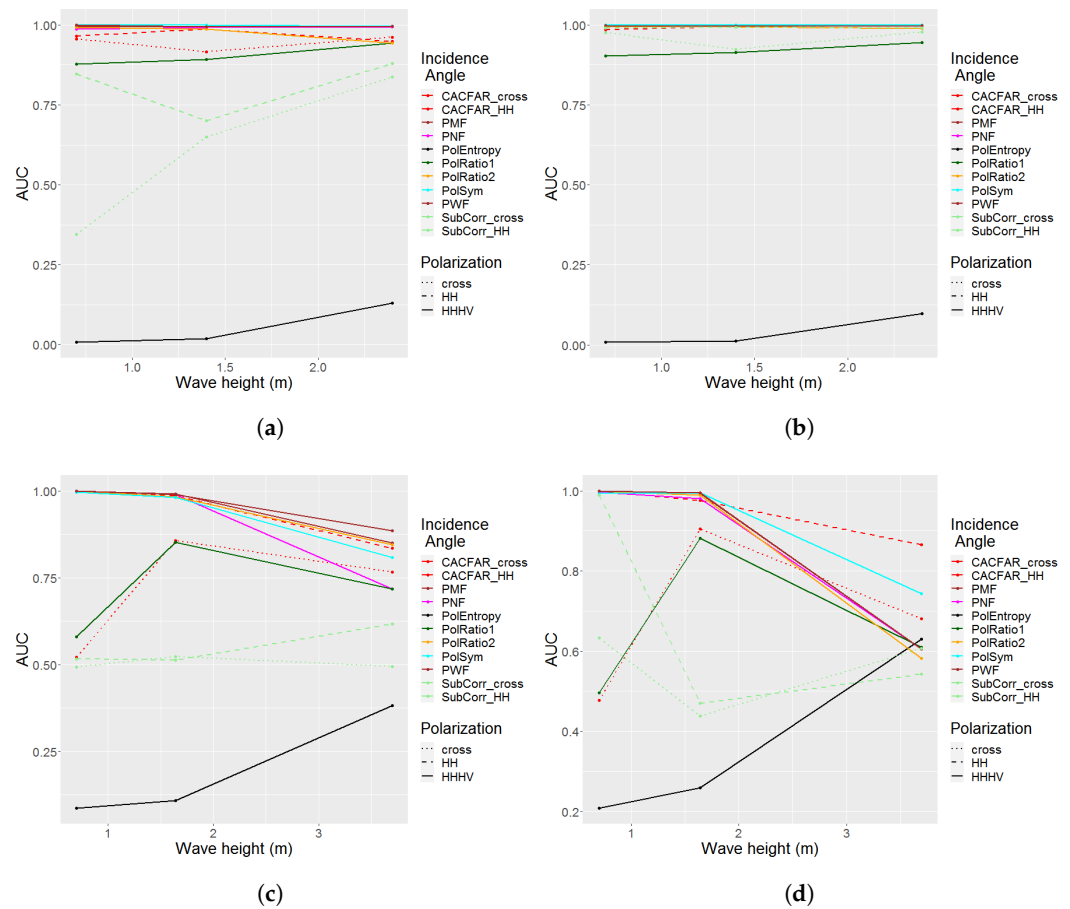 1.00
0.75
0.50
0.25
0.00
AUC
1.0
1.5
2.0
Wave height (m)
Incidence
Angle
CACFAR_cross
CACFAR_HH
PMF
PNF
PolEntropy
PolRatio1
PolRatio2
PolSym
PWF
SubCorr_cross
SubCorr_HH
Polarization
cross
HH
HHHV
(a)
1.00
0.75
0.50
0.25
0.00
AUC
1.0
1.5
2.0
Wave height (m)
Incidence
Angle
CACFAR_cross
CACFAR_HH
PMF
PNF
PolEntropy
PolRatio1
PolRatio2
PolSym
PWF
SubCorr_cross
SubCorr_HH
Polarization
cross
HH
HHHV
(b)
1.00
0.75
0.50
0.25
AUC
1
2
3
Wave height (m)
Incidence
Angle
CACFAR_cross
CACFAR_HH
PMF
PNF
PolEntropy
PolRatio1
PolRatio2
PolSym
PWF
SubCorr_cross
SubCorr_HH
Polarization
cross
HH
HHHV
(c)
1.0
0.8
0.6
0.4
0.2
AUC
1
2
3
Wave height (m)
Incidence
Angle
CACFAR_cross
CACFAR_HH
PMF
PNF
PolEntropy
PolRatio1
PolRatio2
PolSym
PWF
SubCorr_cross
SubCorr_HH
Polarization
cross
HH
HHHV
(d)